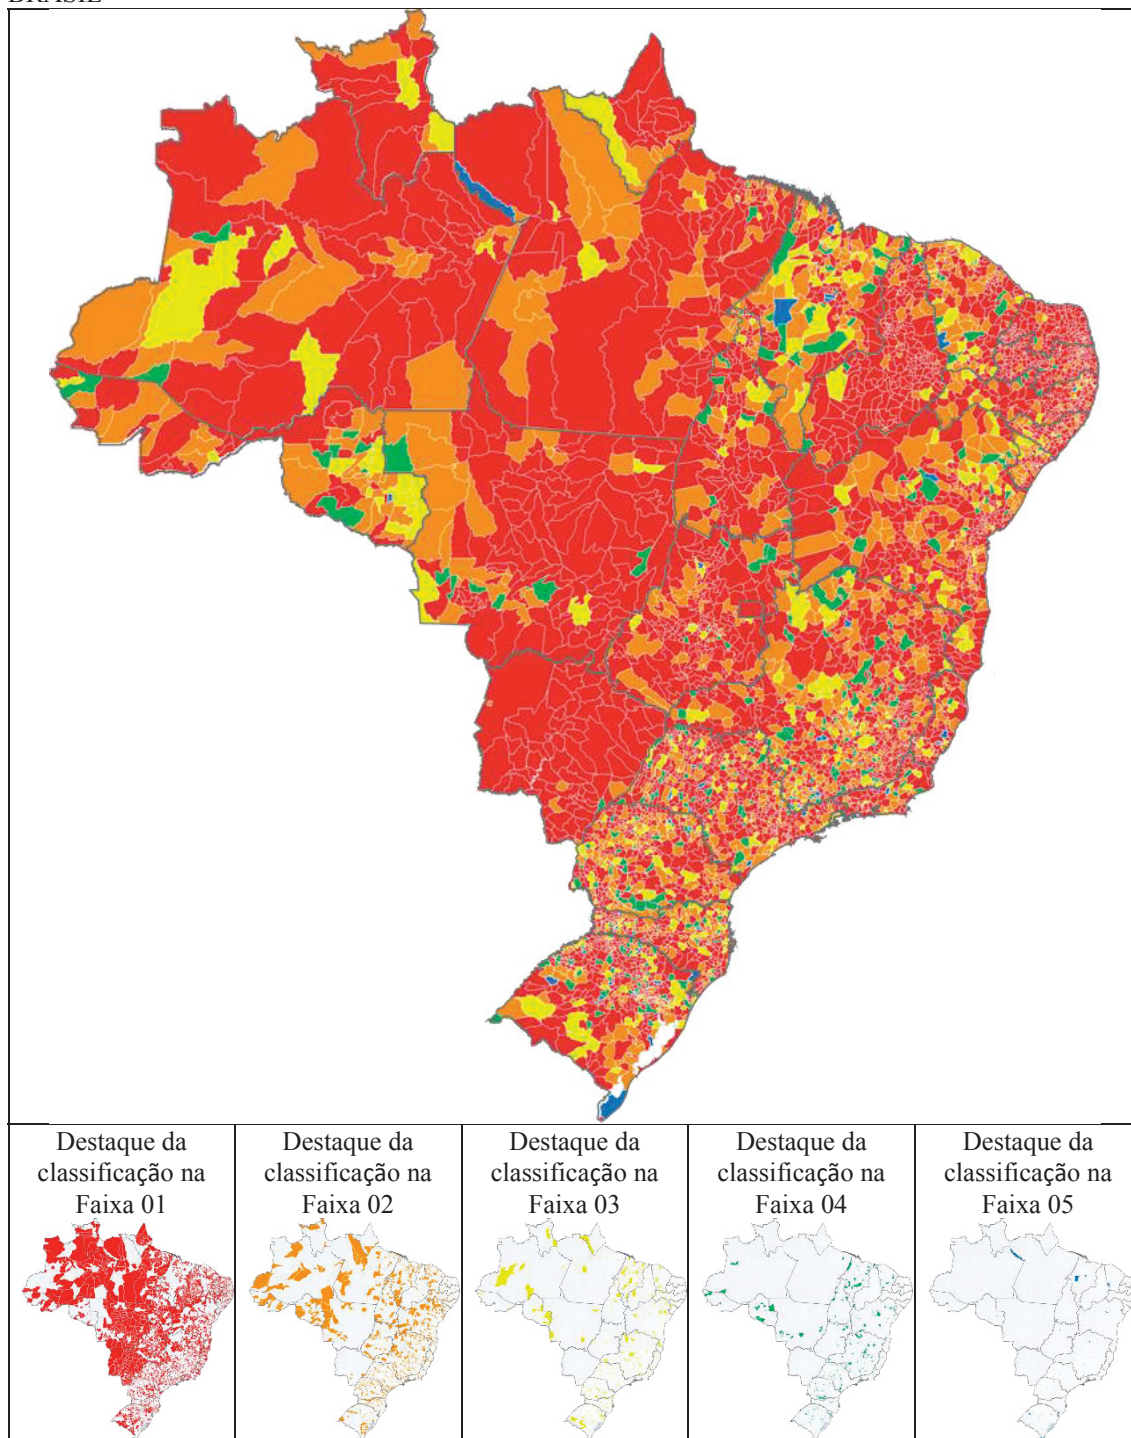 BRASIL
Destaque da
classificação na
Faixa 01
Destaque da
classificação na
Faixa 02
Destaque da
classificação na
Faixa 03
Destaque da
classificação na
Faixa 04
Destaque da
classificação na
Faixa 05